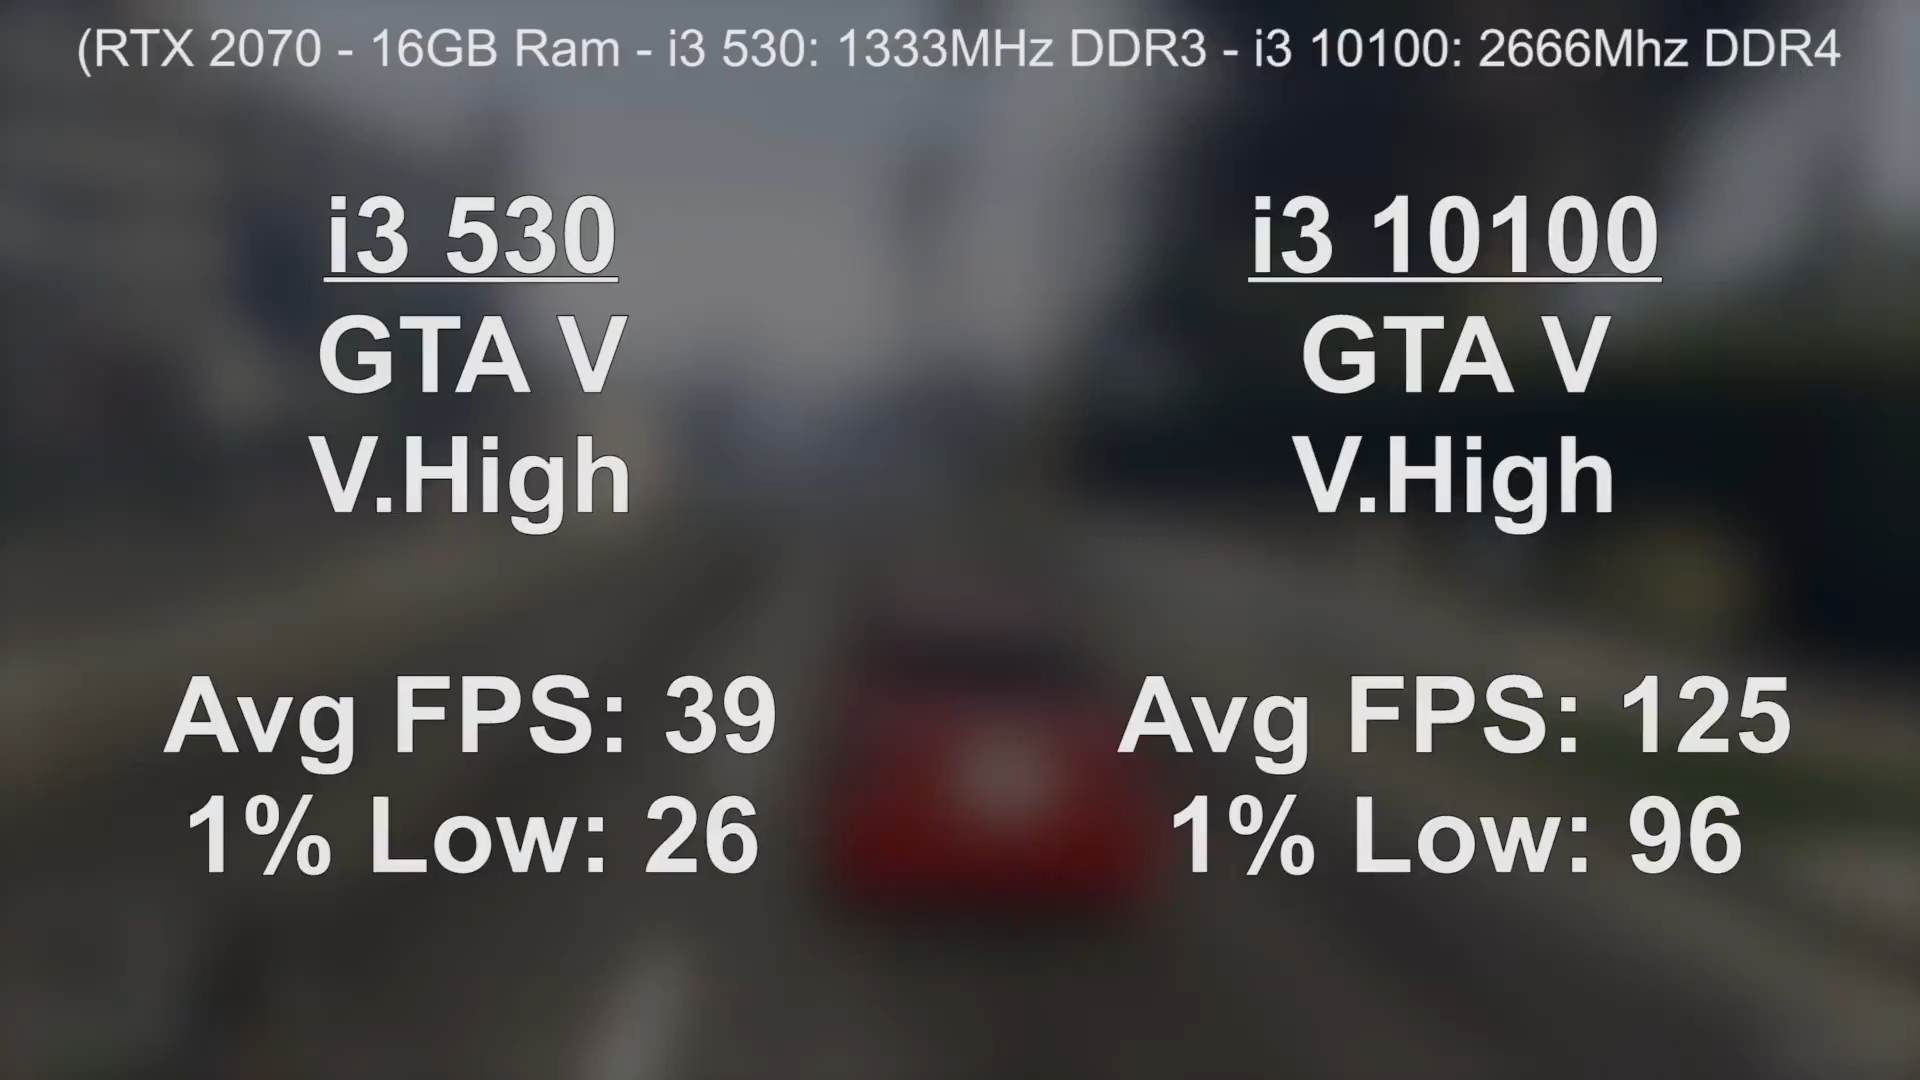 (RTX 2070 - 16GB Ram - i3 530: 1333MHz DDR3 - i3 10100: 2666Mhz DDR4
i3 530
GTA V
V.High
Avg FPS: 39
1% Low: 26
i3 10100
GTA V
V.High
Avg FPS: 125
1% Low: 96